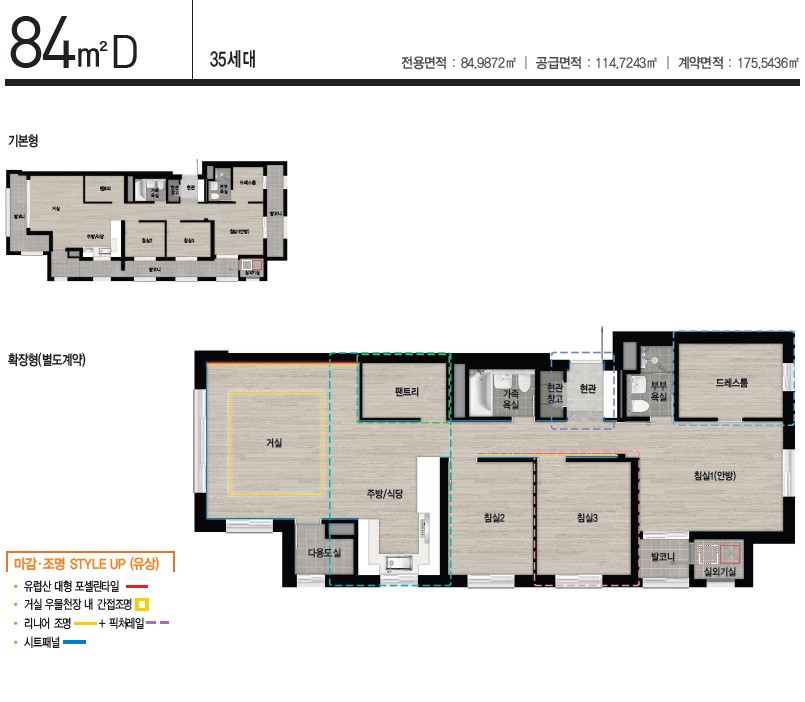 84㎡ D
35세대
전용면적 : 84.9872㎡ | 공급면적 : 114.7243㎡ | 계약면적 : 175.5436㎡
기본형
거실
팬트리
가족
욕실
현관
창고
현관
부부
욕실
드레스룸
발코니
주방/식당
침실2
침실3
침실1(안방)
발코니
발코니
실외기실
확장형(별도계약)
팬트리
가족
욕실
현관
창고
현관
부부
욕실
드레스룸
거실
주방/식당
침실2
침실3
침실1(안방)
다용도실
발코니
실외기실
마감·조명 STYLE UP (유상)
• 유럽산 대형 포셀린타일
• 거실 우물천장 내 간접조명
• 리니어 조명 + 픽쳐레일
• 시트패널